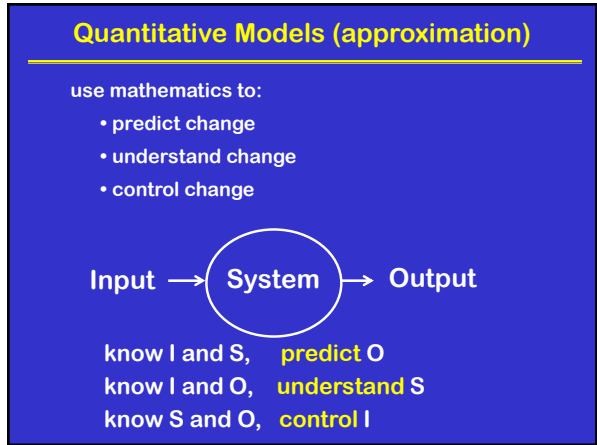 Quantitative Models (approximation)
use mathematics to:
• predict change
• understand change
• control change
Input → System → Output
know I and S, predict O
know I and O, understand S
know S and O, control I